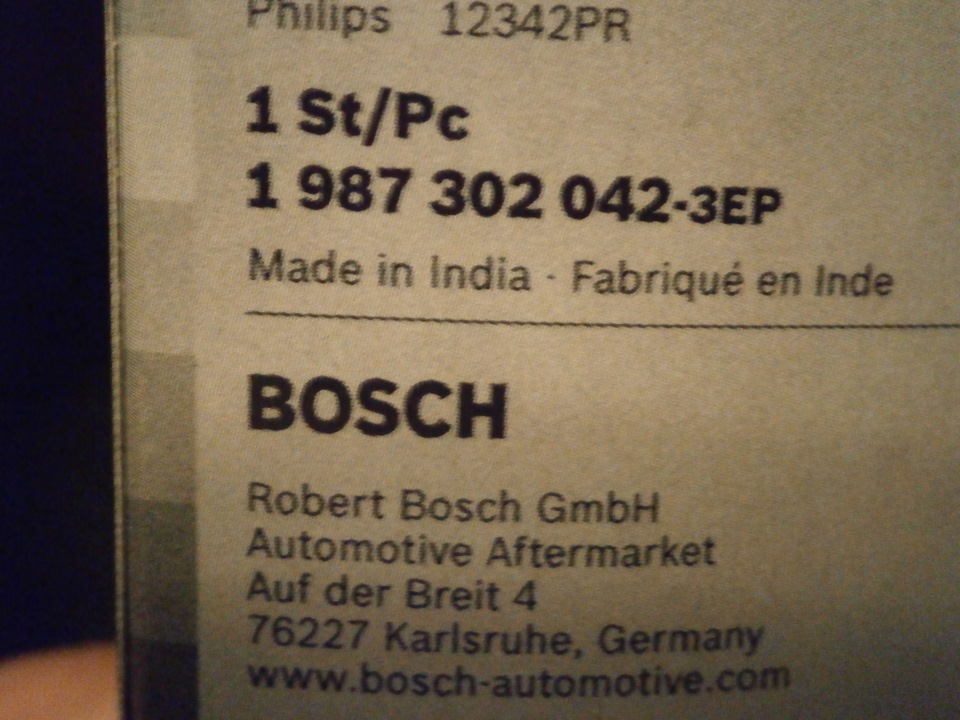 Philips 12342PR
1 St/Pc
1 987 302 042-3EP
Made in India · Fabriqué en Inde
BOSCH
Robert Bosch GmbH
Automotive Aftermarket
Auf der Breit 4
76227 Karlsruhe, Germany
www.bosch-automotive.com